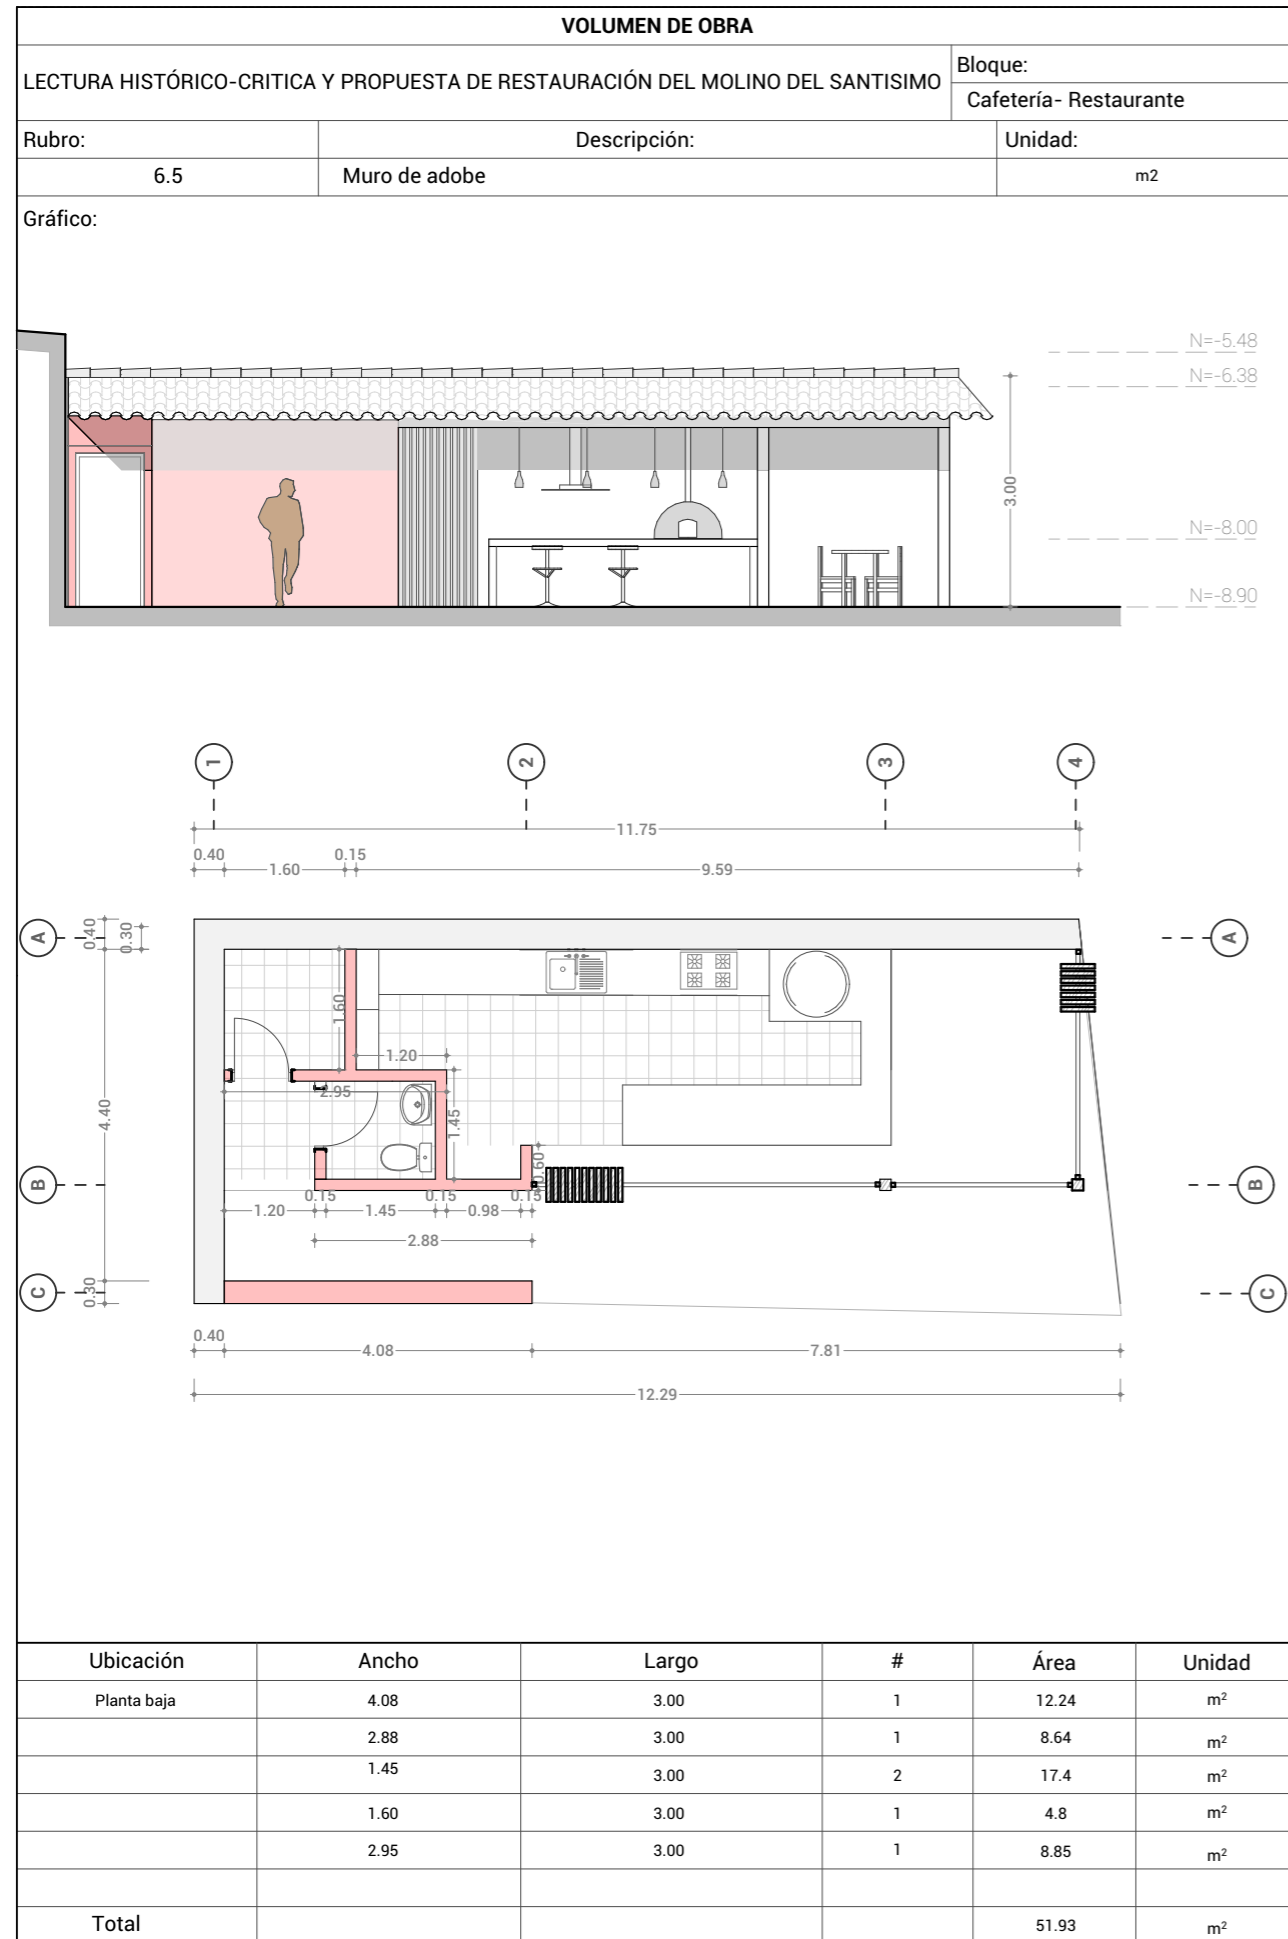 VOLUMEN DE OBRA
LECTURA HISTÓRICO-CRITICA Y PROPUESTA DE RESTAURACIÓN DEL MOLINO DEL SANTISIMO
Bloque:
Cafetería- Restaurante
Rubro: Descripción: Unidad:
6.5 Muro de adobe m2
Gráfico:
N=-5.48
N=-6.38
3.00
N=-8.00
N=-8.90
1 2 3 4
11.75
0.40 1.60 0.15 9.59
A 0.40 0.30 A
1.60
1.20
2.95
4.40
1.45
B 0.60 B
0.15 0.15 0.15
1.20 1.45 0.98
2.88
C 0.30 C
0.40 4.08 7.81
12.29
Ubicación Ancho Largo # Área Unidad
Planta baja 4.08 3.00 1 12.24 m²
2.88 3.00 1 8.64 m²
1.45 3.00 2 17.4 m²
1.60 3.00 1 4.8 m²
2.95 3.00 1 8.85 m²
Total 51.93 m²